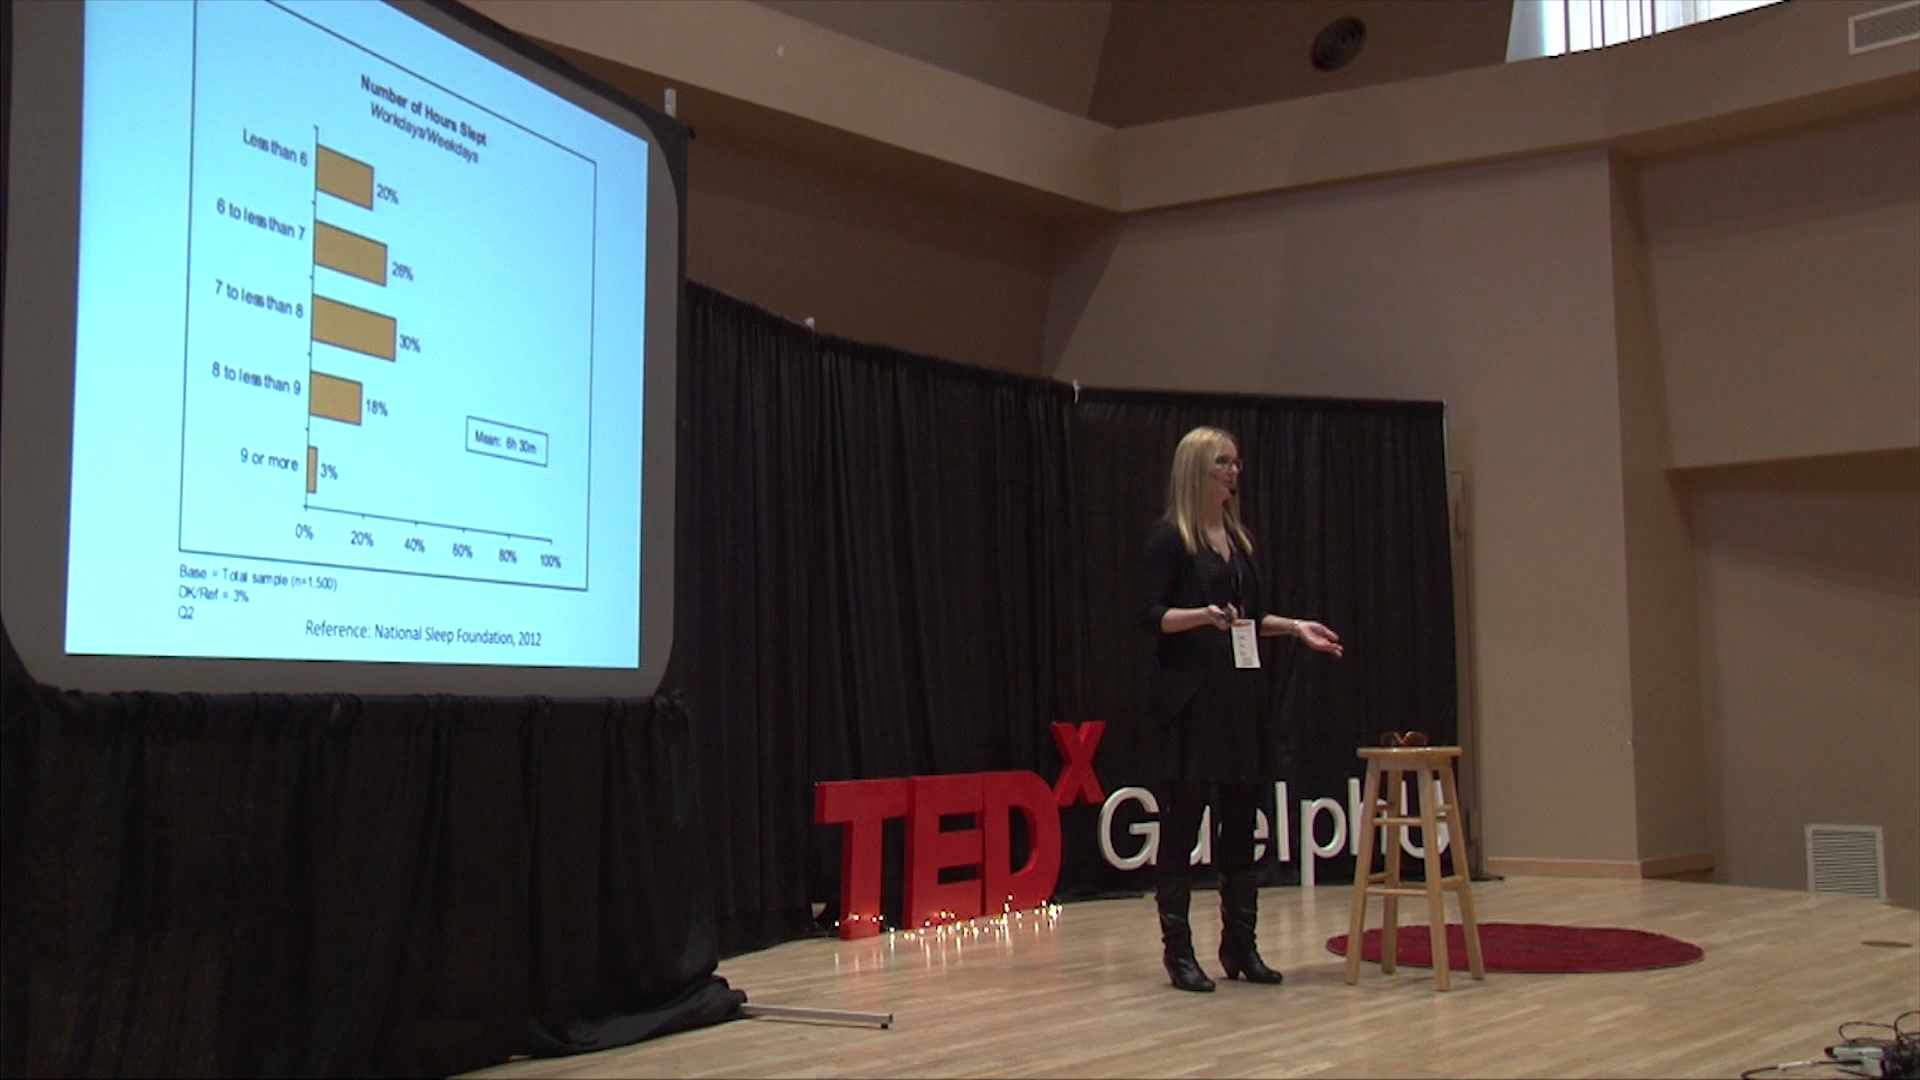 Number of Hours Slept
Workdays/Weekdays
Less than 6
20%
6 to less than 7
26%
7 to less than 8
30%
8 to less than 9
18%
9 or more
3%
Mean: 6h 30m
0% 20% 40% 60% 80% 100%
Base = Total sample (n=1,500)
DK/Ref = 3%
Q2
Reference: National Sleep Foundation, 2012
TEDx GuelphU